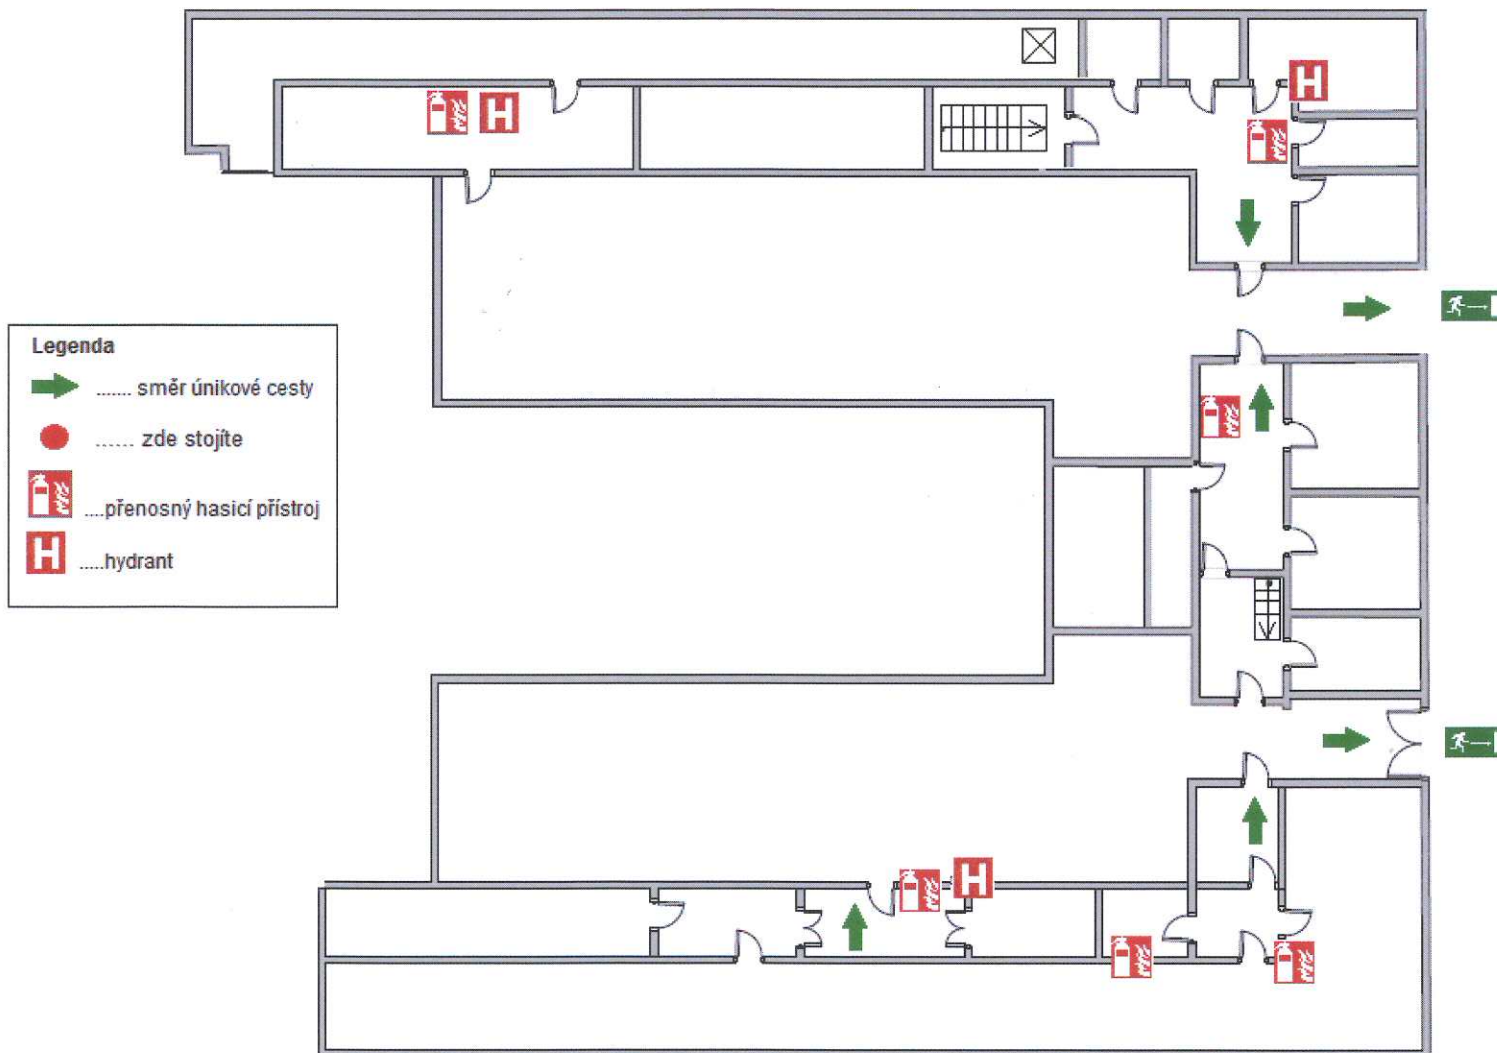 Legenda
....... směr únikové cesty
...... zde stojíte
....přenosný hasicí přístroj
.....hydrant
H
H
H
H